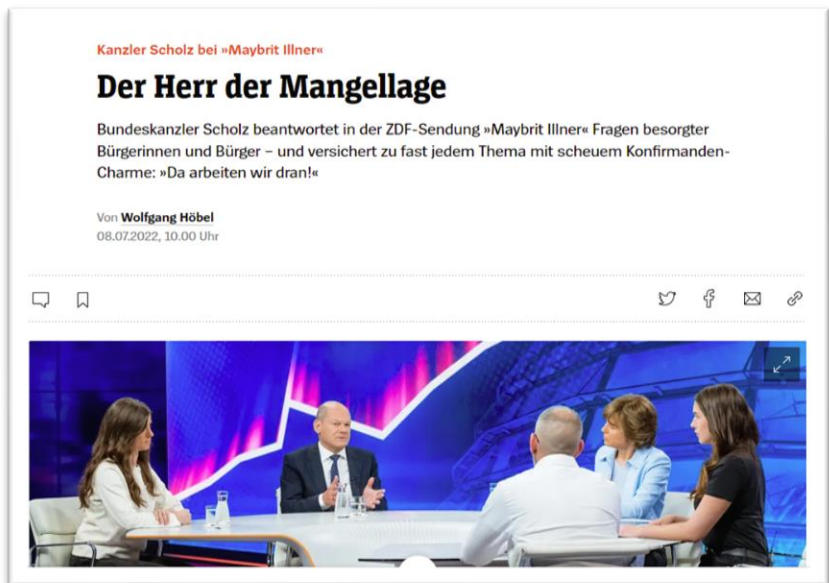 Kanzler Scholz bei »Maybrit Illner«
Der Herr der Mangellage
Bundeskanzler Scholz beantwortet in der ZDF-Sendung »Maybrit Illner« Fragen besorgter
Bürgerinnen und Bürger – und versichert zu fast jedem Thema mit scheuem Konfirmanden-
Charme: »Da arbeiten wir dran!«
Von Wolfgang Höbel
08.07.2022, 10.00 Uhr